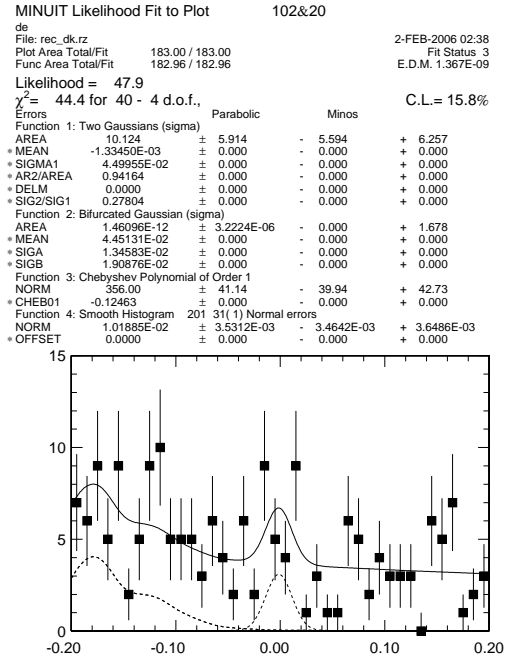 MINUIT Likelihood Fit to Plot 102&20
de
File: rec_dk.rz 2-FEB-2006 02:38
Plot Area Total/Fit 183.00 / 183.00 Fit Status 3
Func Area Total/Fit 182.96 / 182.96 E.D.M. 1.367E-09
Likelihood = 47.9
χ²= 44.4 for 40 - 4 d.o.f., C.L.= 15.8%
Errors Parabolic Minos
Function 1: Two Gaussians (sigma)
AREA 10.124 ± 5.914 - 5.594 + 6.257
* MEAN -1.33450E-03 ± 0.000 - 0.000 + 0.000
* SIGMA1 4.49955E-02 ± 0.000 - 0.000 + 0.000
* AR2/AREA 0.94164 ± 0.000 - 0.000 + 0.000
* DELM 0.0000 ± 0.000 - 0.000 + 0.000
* SIG2/SIG1 0.27804 ± 0.000 - 0.000 + 0.000
Function 2: Bifurcated Gaussian (sigma)
AREA 1.46096E-12 ± 3.2224E-06 - 0.000 + 1.678
* MEAN 4.45131E-02 ± 0.000 - 0.000 + 0.000
* SIGA 1.34583E-02 ± 0.000 - 0.000 + 0.000
* SIGB 1.90876E-02 ± 0.000 - 0.000 + 0.000
Function 3: Chebyshev Polynomial of Order 1
NORM 356.00 ± 41.14 - 39.94 + 42.73
* CHEB01 -0.12463 ± 0.000 - 0.000 + 0.000
Function 4: Smooth Histogram 201 31( 1) Normal errors
NORM 1.01885E-02 ± 3.5312E-03 - 3.4642E-03 + 3.6486E-03
* OFFSET 0.0000 ± 0.000 - 0.000 + 0.000
15
10
5
0
-0.20 -0.10 0.00 0.10 0.20